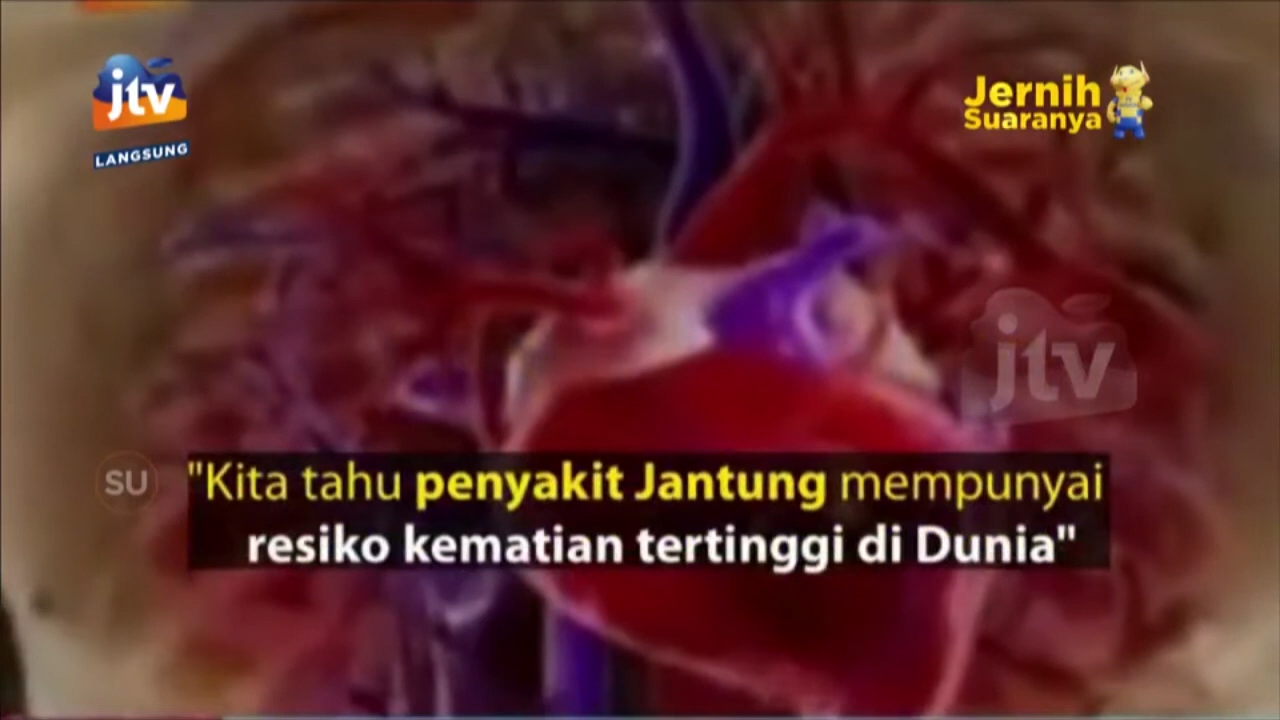 jtv
LANGSUNG
Jernih
Suaranya
jtv
SU
"Kita tahu penyakit Jantung mempunyai
resiko kematian tertinggi di Dunia"